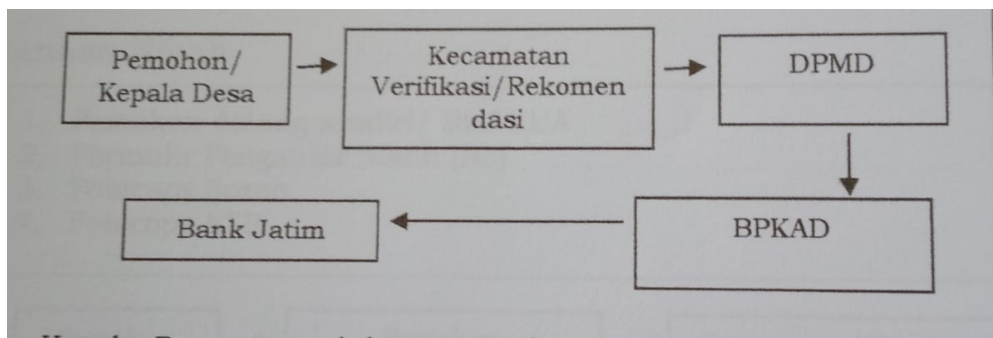 Pemohon/
Kepala Desa
Kecamatan
Verifikasi/Rekomen
dasi
DPMD
BPKAD
Bank Jatim